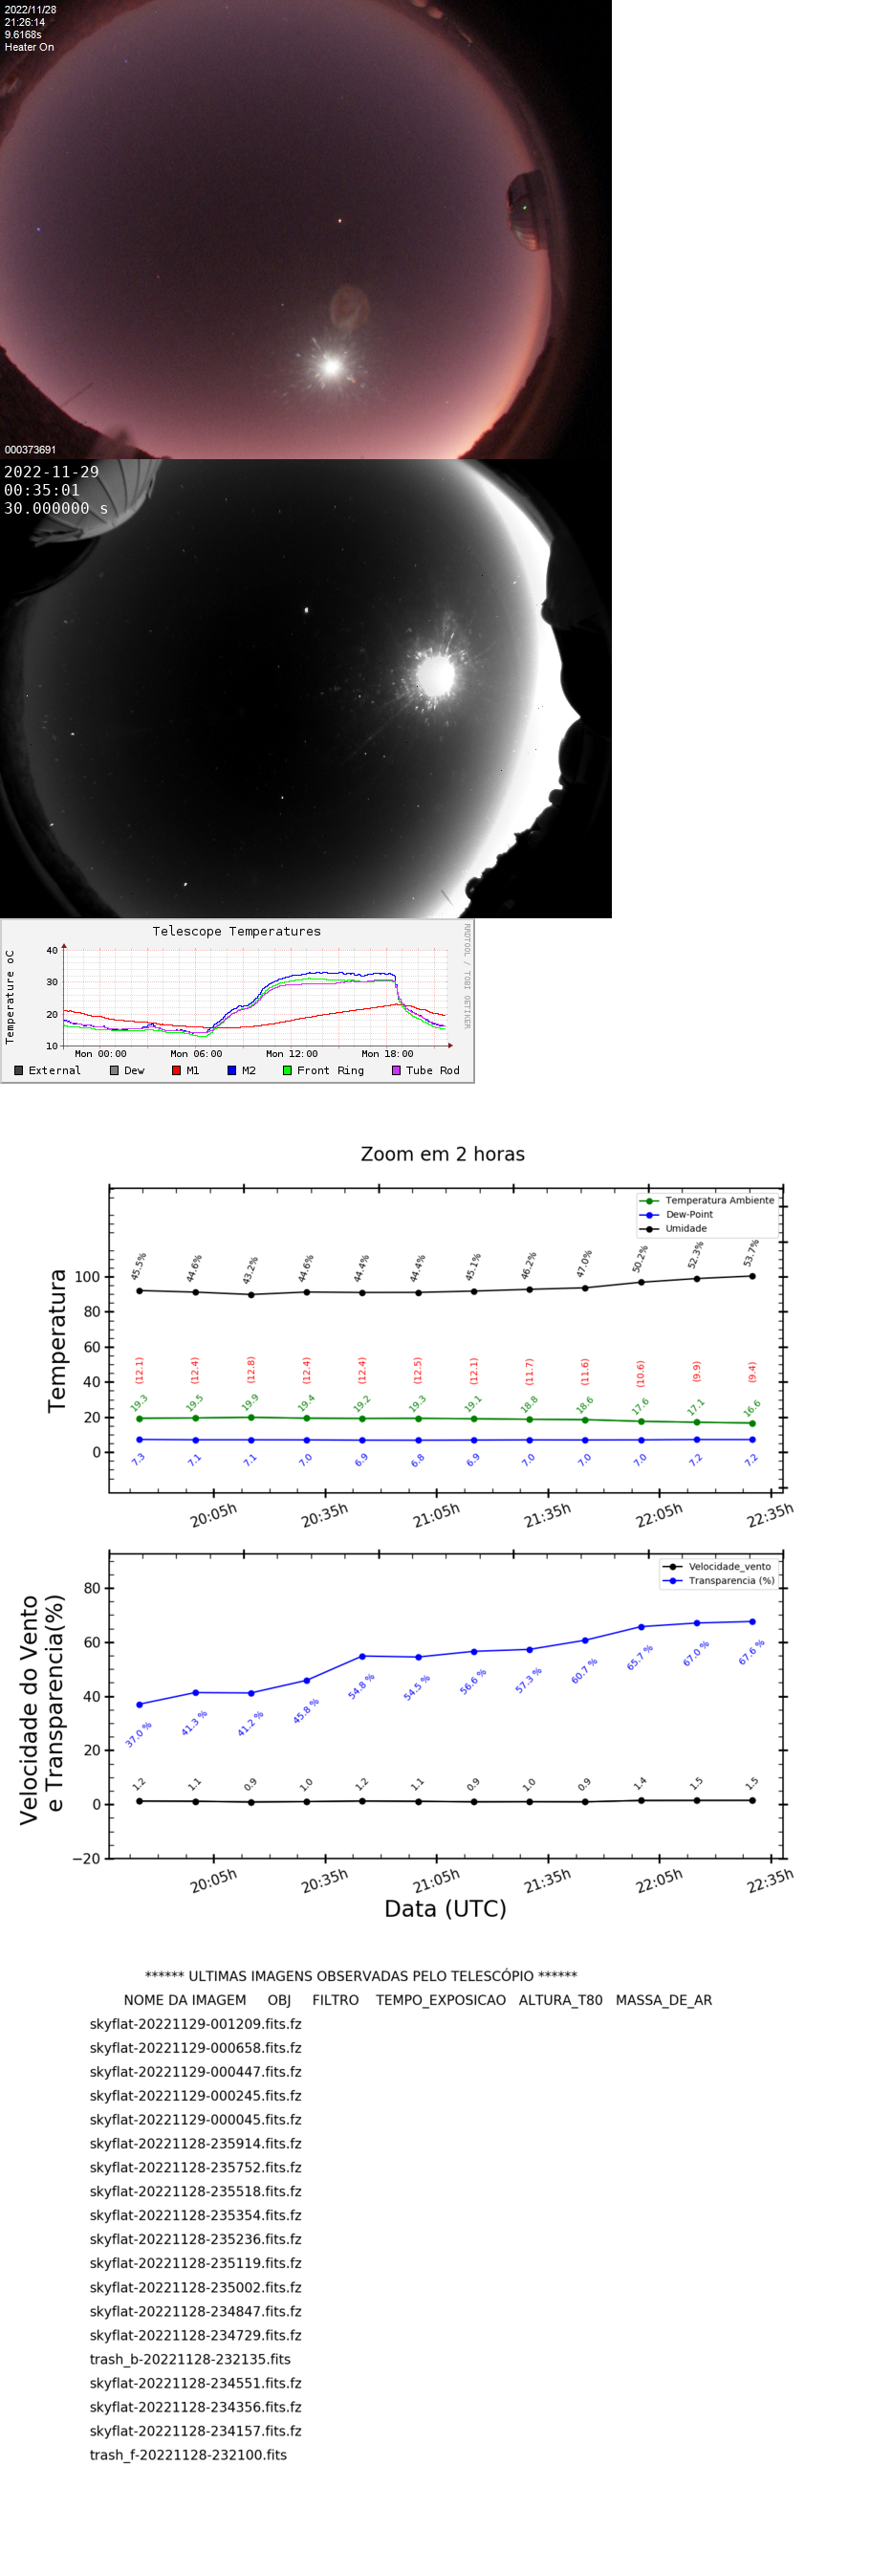 2022/11/28
21:26:14
9.6168s
Heater On
000373691
2022-11-29
00:35:01
30.000000 s
Telescope Temperatures
RRDTOOL / TOBI OETIKER
Temperature oC
40
30
20
10
Mon 00:00 Mon 06:00 Mon 12:00 Mon 18:00
External Dew M1 M2 Front Ring Tube Rod
Zoom em 2 horas
Temperatura Ambiente
Dew-Point
Umidade
Temperatura
100
80
60
40
20
0
45.5% 44.6% 43.2% 44.6% 44.4% 44.4% 45.1% 46.2% 47.0% 50.2% 52.3% 53.7%
(12.1) (12.4) (12.8) (12.4) (12.4) (12.5) (12.1) (11.7) (11.6) (10.6) (9.9) (9.4)
19.3 19.5 19.9 19.4 19.2 19.3 19.1 18.8 18.6 17.6 17.1 16.6
7.3 7.1 7.1 7.0 6.9 6.8 6.9 7.0 7.0 7.0 7.2 7.2
20:05h 20:35h 21:05h 21:35h 22:05h 22:35h
Velocidade_vento
Transparencia (%)
Velocidade do Vento
e Transparencia(%)
80
60
40
20
0
−20
37.0 % 41.3 % 41.2 % 45.8 % 54.8 % 54.5 % 56.6 % 57.3 % 60.7 % 65.7 % 67.0 % 67.6 %
1.2 1.1 0.9 1.0 1.2 1.1 0.9 1.0 0.9 1.4 1.5 1.5
20:05h 20:35h 21:05h 21:35h 22:05h 22:35h
Data (UTC)
****** ULTIMAS IMAGENS OBSERVADAS PELO TELESCÓPIO ******
NOME DA IMAGEM OBJ FILTRO TEMPO_EXPOSICAO ALTURA_T80 MASSA_DE_AR
skyflat-20221129-001209.fits.fz
skyflat-20221129-000658.fits.fz
skyflat-20221129-000447.fits.fz
skyflat-20221129-000245.fits.fz
skyflat-20221129-000045.fits.fz
skyflat-20221128-235914.fits.fz
skyflat-20221128-235752.fits.fz
skyflat-20221128-235518.fits.fz
skyflat-20221128-235354.fits.fz
skyflat-20221128-235236.fits.fz
skyflat-20221128-235119.fits.fz
skyflat-20221128-235002.fits.fz
skyflat-20221128-234847.fits.fz
skyflat-20221128-234729.fits.fz
trash_b-20221128-232135.fits
skyflat-20221128-234551.fits.fz
skyflat-20221128-234356.fits.fz
skyflat-20221128-234157.fits.fz
trash_f-20221128-232100.fits